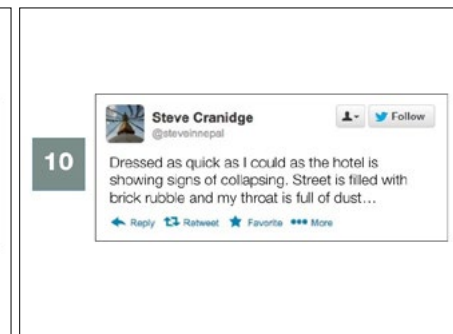 10
Steve Cranidge
@steveinnepal
Follow
Dressed as quick as I could as the hotel is
showing signs of collapsing. Street is filled with
brick rubble and my throat is full of dust…
Reply Retweet Favorite More